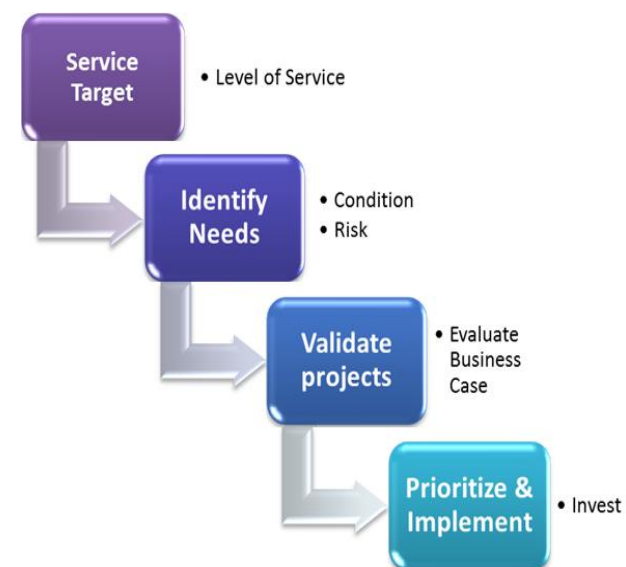 Service
Target
• Level of Service
Identify
Needs
• Condition
• Risk
Validate
projects
• Evaluate
Business
Case
Prioritize &
Implement
• Invest